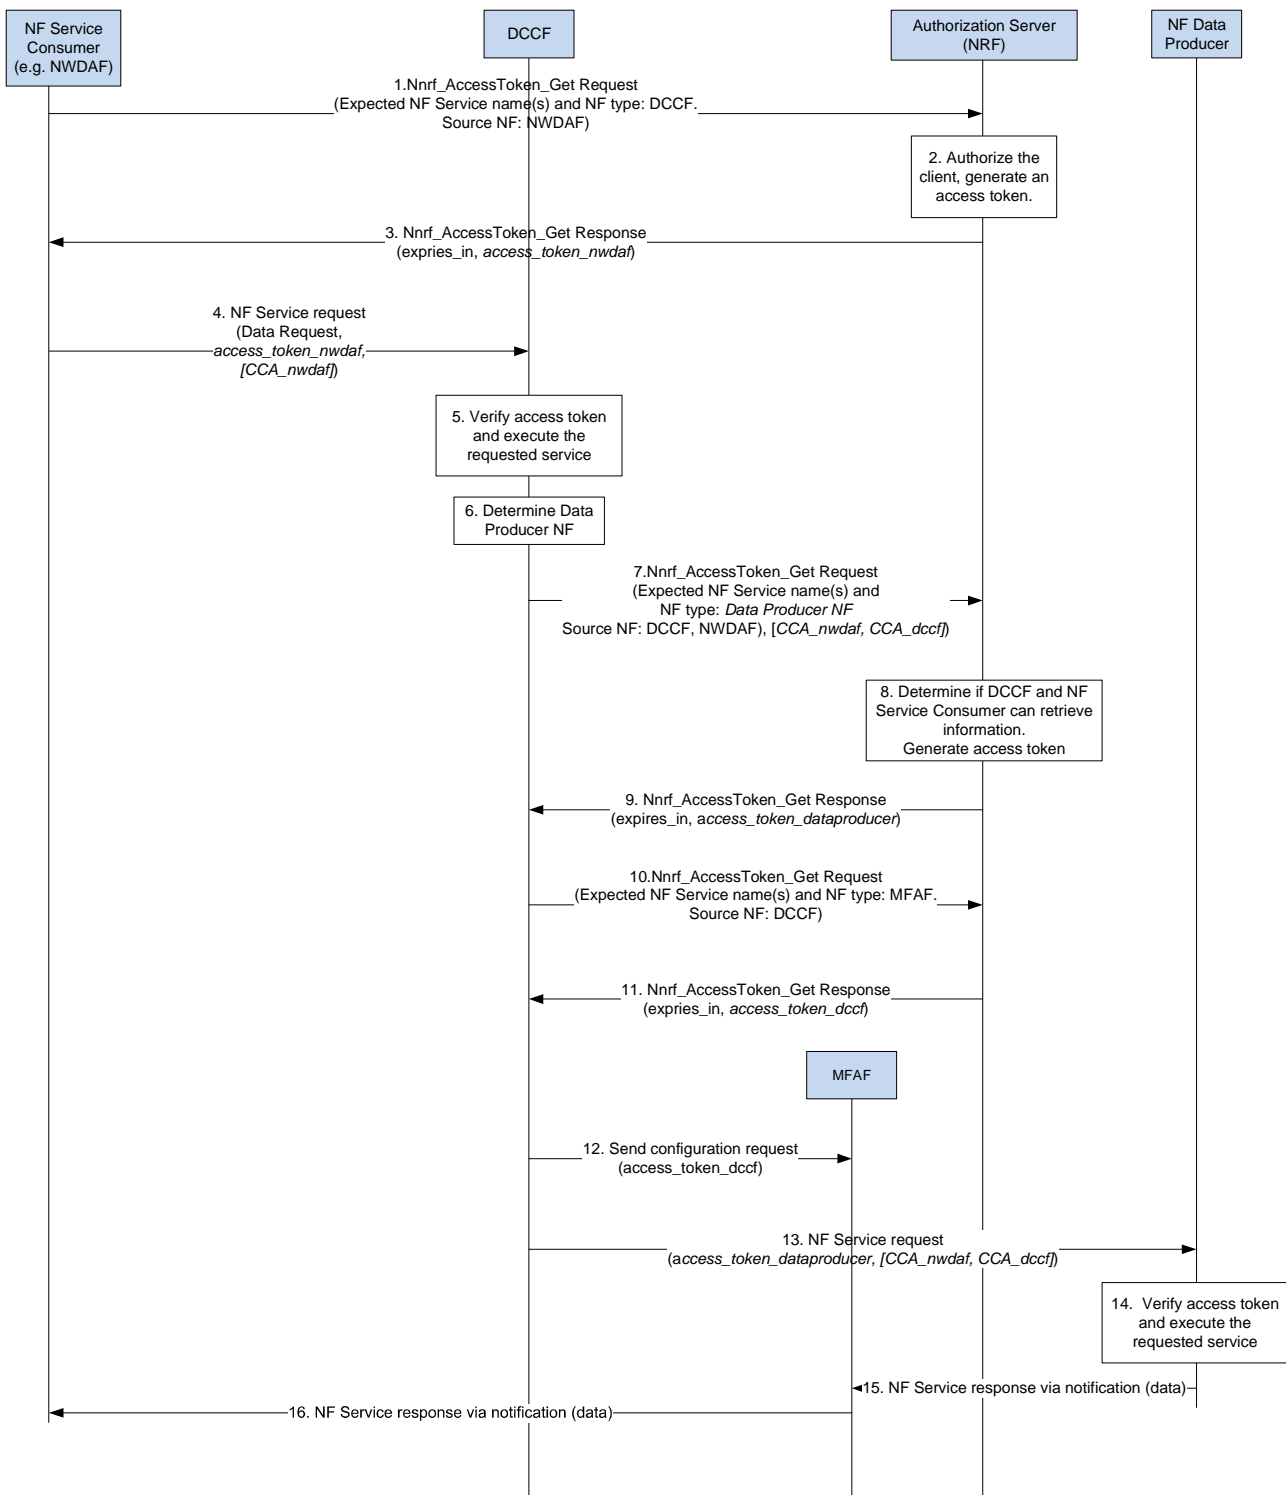 NF Service
Consumer
(e.g. NWDAF)
DCCF
Authorization Server
(NRF)
NF Data
Producer
1.Nnrf_AccessToken_Get Request
(Expected NF Service name(s) and NF type: DCCF.
Source NF: NWDAF)
2. Authorize the
client, generate an
access token.
3. Nnrf_AccessToken_Get Response
(expries_in, access_token_nwdaf)
4. NF Service request
(Data Request,
access_token_nwdaf,
[CCA_nwdaf])
5. Verify access token
and execute the
requested service
6. Determine Data
Producer NF
7.Nnrf_AccessToken_Get Request
(Expected NF Service name(s) and
NF type: Data Producer NF
Source NF: DCCF, NWDAF), [CCA_nwdaf, CCA_dccf])
8. Determine if DCCF and NF
Service Consumer can retrieve
information.
Generate access token
9. Nnrf_AccessToken_Get Response
(expires_in, access_token_dataproducer)
10.Nnrf_AccessToken_Get Request
(Expected NF Service name(s) and NF type: MFAF.
Source NF: DCCF)
11. Nnrf_AccessToken_Get Response
(expries_in, access_token_dccf)
MFAF
12. Send configuration request
(access_token_dccf)
13. NF Service request
(access_token_dataproducer, [CCA_nwdaf, CCA_dccf])
14. Verify access token
and execute the
requested service
15. NF Service response via notification (data)
16. NF Service response via notification (data)